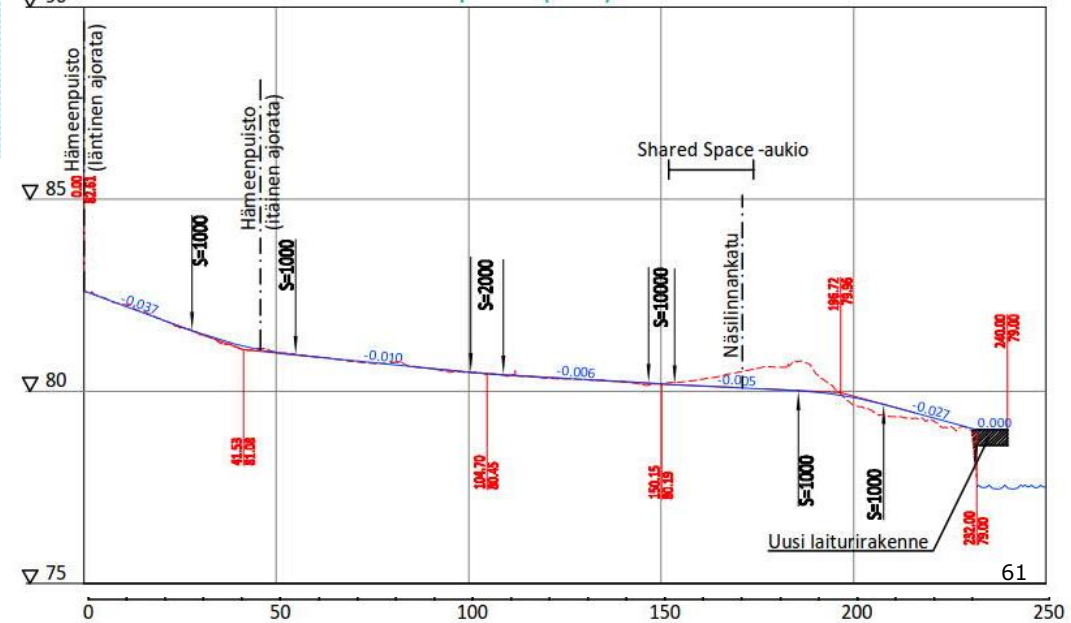 Hämeenpuisto
(läntinen ajorata)
0.00
82.61
Hämeenpuisto
(itäinen ajorata)
Shared Space -aukio
85
S=1000
S=1000
S=2000
S=10000
Näsilinnankatu
196.72
79.96
240.00
79.00
-0.037
-0.010
-0.006
-0.005
-0.027
0.000
80
41.53
81.08
104.70
80.45
150.15
80.19
S=1000
S=1000
232.00
79.00
Uusi laiturirakenne
75
61
0
50
100
150
200
250